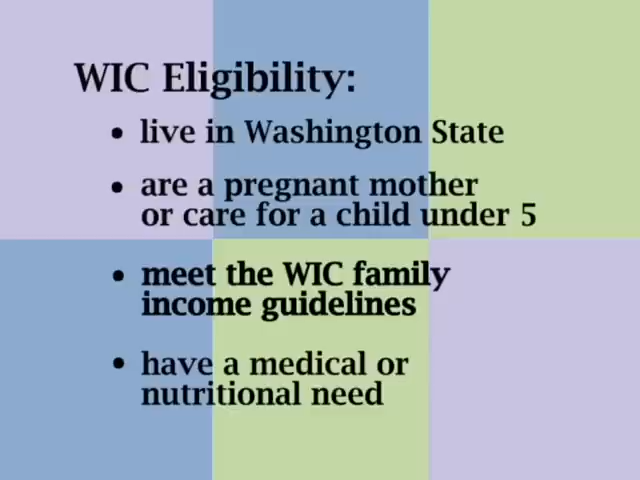 WIC Eligibility:
• live in Washington State
• are a pregnant mother
or care for a child under 5
• meet the WIC family
income guidelines
• have a medical or
nutritional need